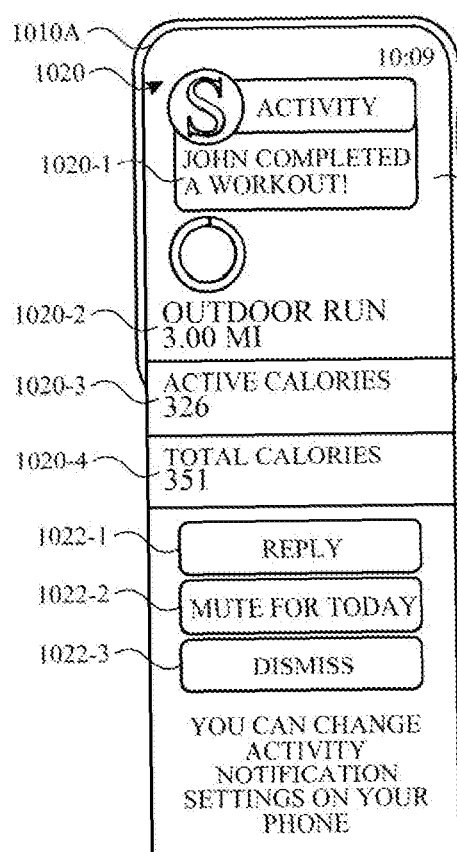 1010A
10:09
1020
S
ACTIVITY
1020-1
JOHN COMPLETED
A WORKOUT!
1020-2
OUTDOOR RUN
3.00 MI
1020-3
ACTIVE CALORIES
326
1020-4
TOTAL CALORIES
351
1022-1
REPLY
1022-2
MUTE FOR TODAY
1022-3
DISMISS
YOU CAN CHANGE
ACTIVITY
NOTIFICATION
SETTINGS ON YOUR
PHONE